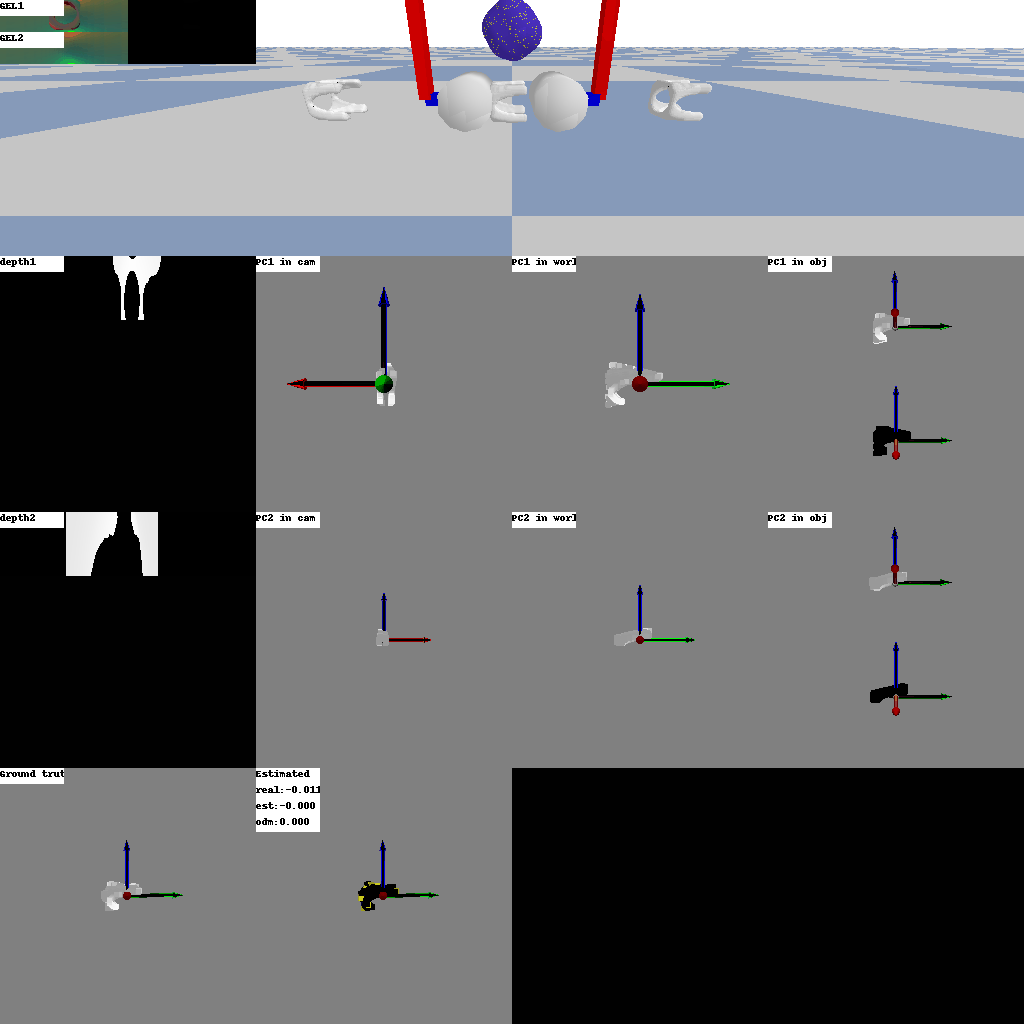 GEL1
GEL2
depth1
PC1 in cam
PC1 in worl
PC1 in obj
depth2
PC2 in cam
PC2 in worl
PC2 in obj
Ground trut
Estimated
real:-0.011
est:-0.000
odm:0.000